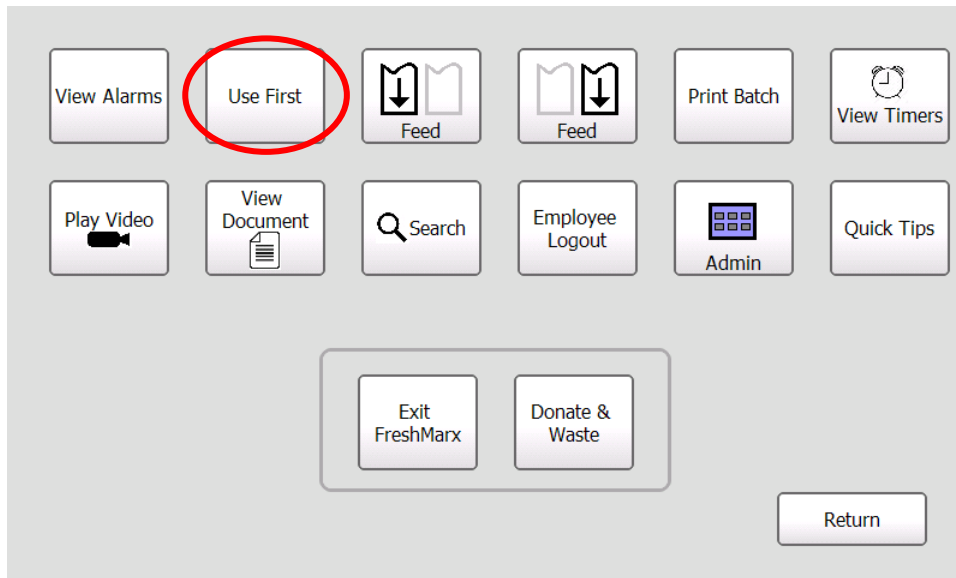 View Alarms
Use First
Feed
Feed
Print Batch
View Timers
Play Video
View
Document
Search
Employee
Logout
Admin
Quick Tips
Exit
FreshMarx
Donate &
Waste
Return